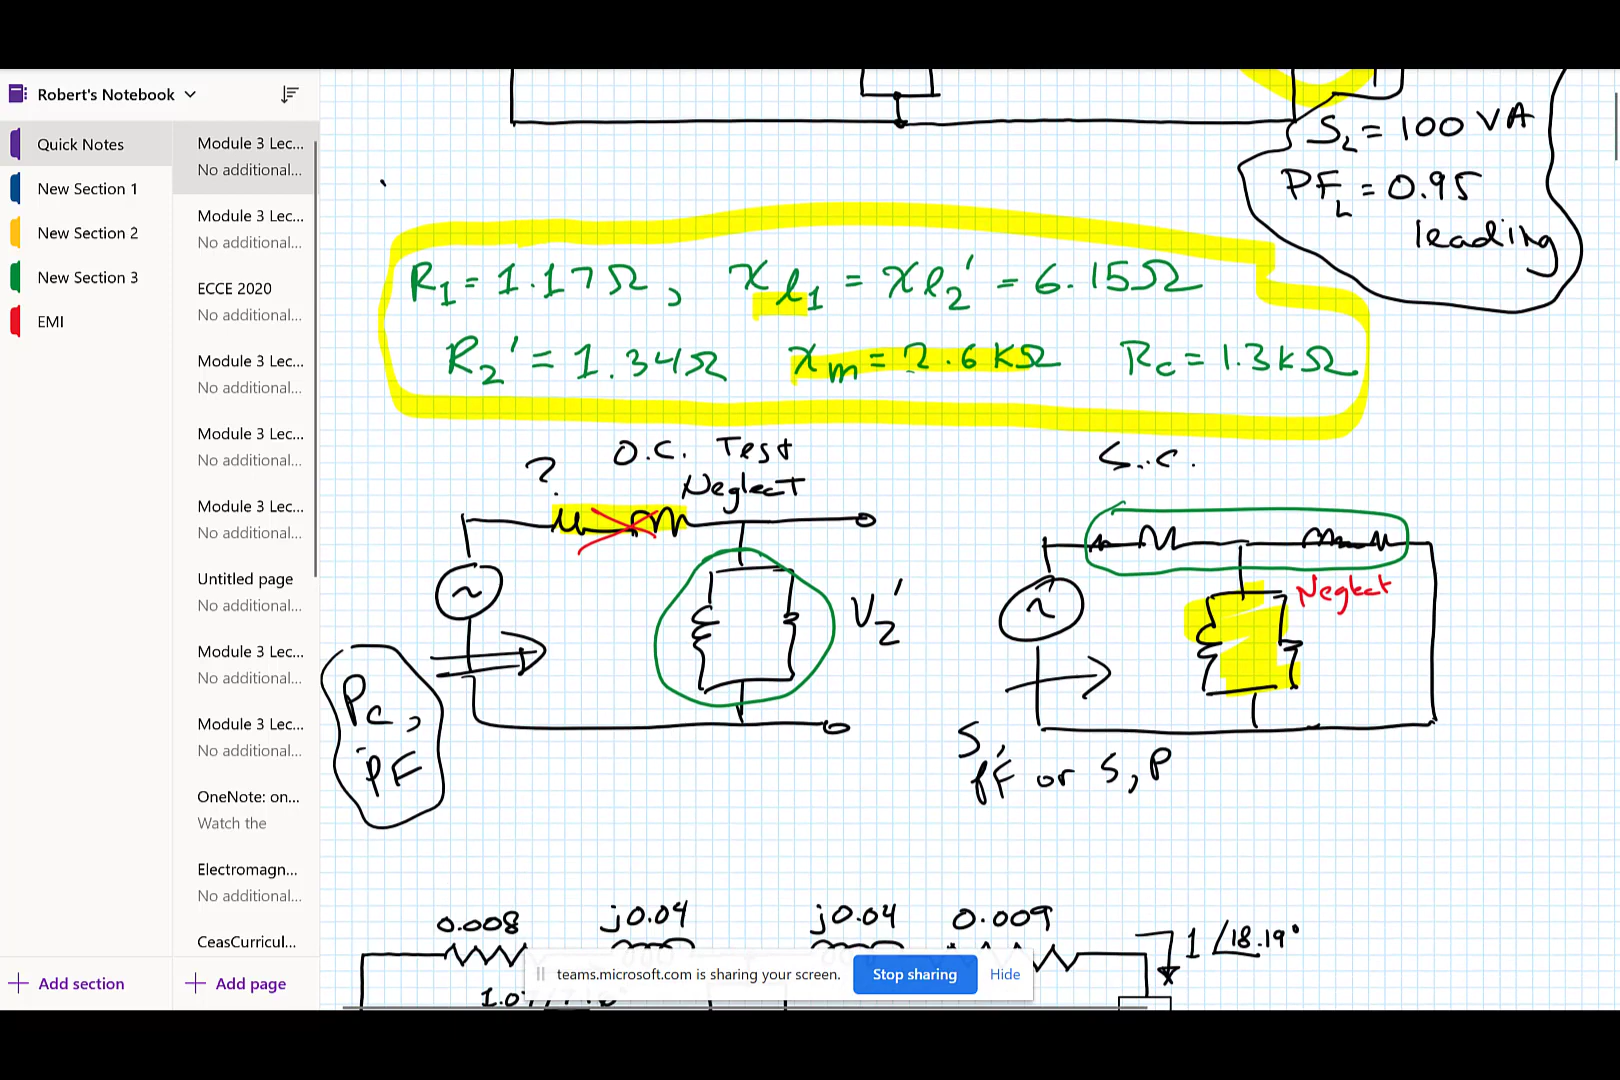 Robert's Notebook
Quick Notes
New Section 1
New Section 2
New Section 3
EMI
Add section
Module 3 Lec...
No additional...
Module 3 Lec...
No additional...
ECCE 2020
No additional...
Module 3 Lec...
No additional...
Module 3 Lec...
No additional...
Module 3 Lec...
No additional...
Untitled page
No additional...
Module 3 Lec...
No additional...
Module 3 Lec...
No additional...
OneNote: on...
Watch the
Electromagn...
No additional...
CeasCurricul...
Add page
S_L = 100 VA
PF_L = 0.95
leading
R₁ = 1.17Ω, xℓ₁ = xℓ₂' = 6.15Ω
R₂' = 1.34Ω xm = 2.6KΩ Rc = 1.3KΩ
? O.C. Test
Neglect
V₂'
Pc,
PF
S.C.
Neglect
S,
PF or S, P
0.008 j0.04 j0.04 0.009
1 ∠18.19°
teams.microsoft.com is sharing your screen. Stop sharing Hide